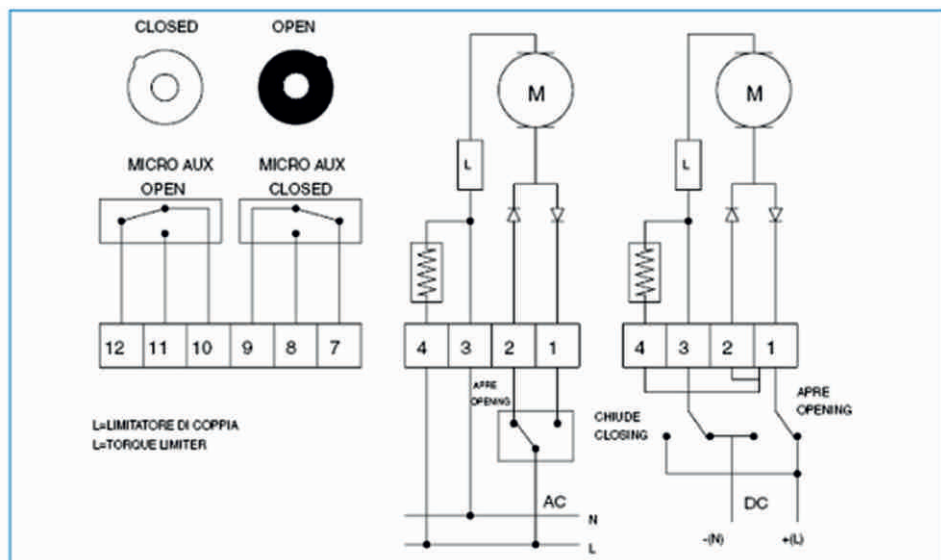 CLOSED OPEN
MICRO AUX OPEN
MICRO AUX CLOSED
12 11 10 9 8 7
L=LIMITATORE DI COPPIA
L=TORQUE LIMITER
M
L
4 3 2 1
APRE
OPENING
AC
N
L
M
L
4 3 2 1
CHIUDE
CLOSING
APRE
OPENING
DC
-(N) +(L)